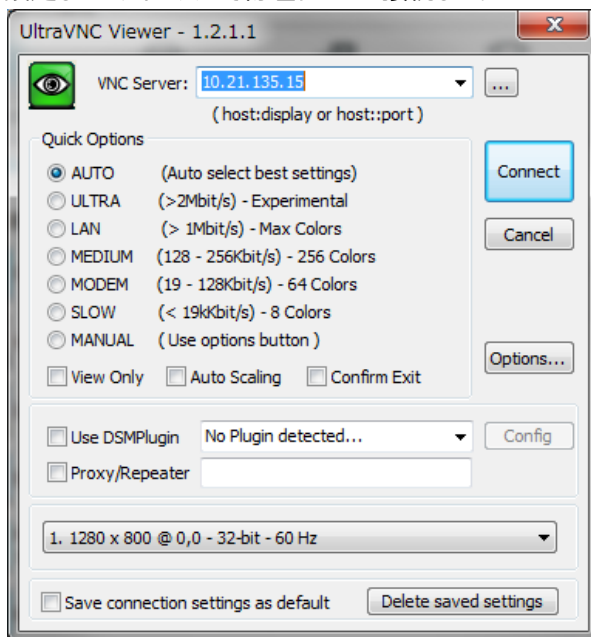 UltraVNC Viewer - 1.2.1.1
VNC Server: 10.21.135.15 ...
( host:display or host::port )
Quick Options
AUTO (Auto select best settings)
Connect
ULTRA (>2Mbit/s) - Experimental
LAN (> 1Mbit/s) - Max Colors
Cancel
MEDIUM (128 - 256Kbit/s) - 256 Colors
MODEM (19 - 128Kbit/s) - 64 Colors
SLOW (< 19kKbit/s) - 8 Colors
MANUAL ( Use options button )
Options...
View Only Auto Scaling Confirm Exit
Use DSMPlugin No Plugin detected... Config
Proxy/Repeater
1. 1280 x 800 @ 0,0 - 32-bit - 60 Hz
Save connection settings as default Delete saved settings